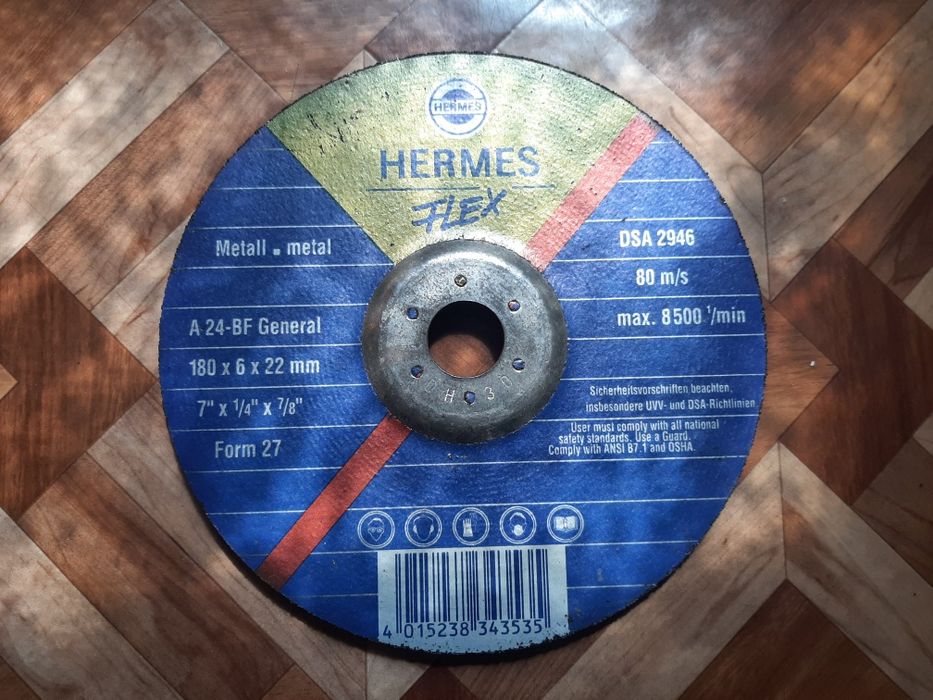 HERMES
HERMES
FLEX
Metall ■ metal
A 24-BF General
180 x 6 x 22 mm
7" x 1/4" x 7/8"
Form 27
DSA 2946
80 m/s
max. 8500 1/min
Sicherheitsvorschriften beachten,
insbesondere UVV- und DSA-Richtlinien
User must comply with all national
safety standards. Use a Guard.
Comply with ANSI B7.1 and OSHA.
4 015238 343535